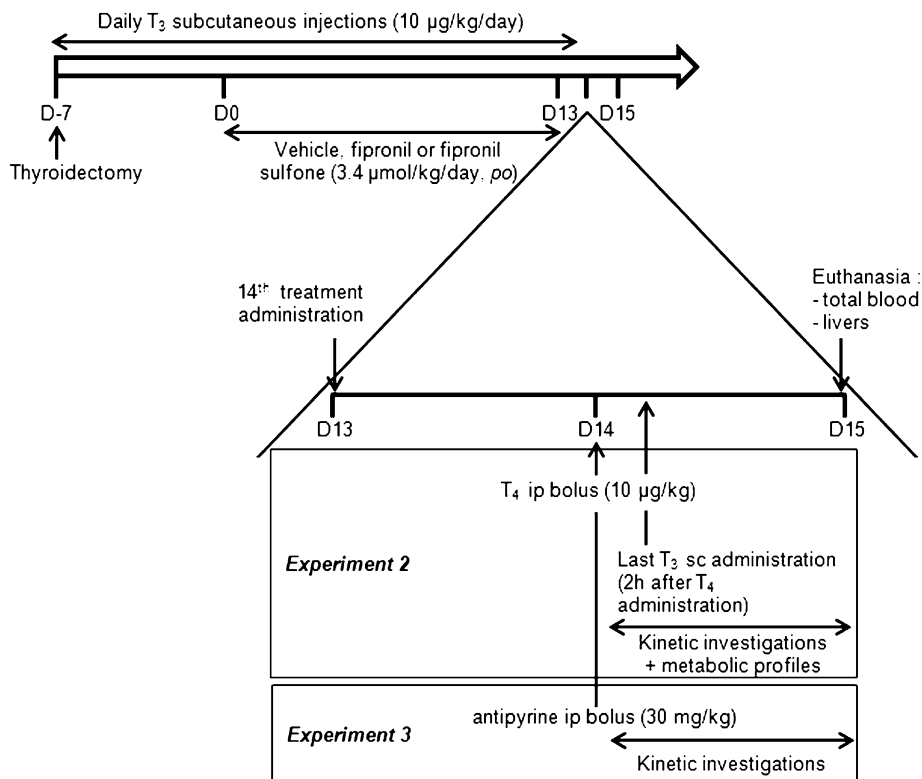 Daily T₃ subcutaneous injections (10 µg/kg/day)
D-7
D0
D13
D15
Thyroidectomy
Vehicle, fipronil or fipronil
sulfone (3.4 µmol/kg/day, po)
14th treatment
administration
Euthanasia :
- total blood
- livers
D13
D14
D15
T₄ ip bolus (10 µg/kg)
Experiment 2
Last T₃ sc administration
(2h after T₄
administration)
Kinetic investigations
+ metabolic profiles
antipyrine ip bolus (30 mg/kg)
Experiment 3
Kinetic investigations